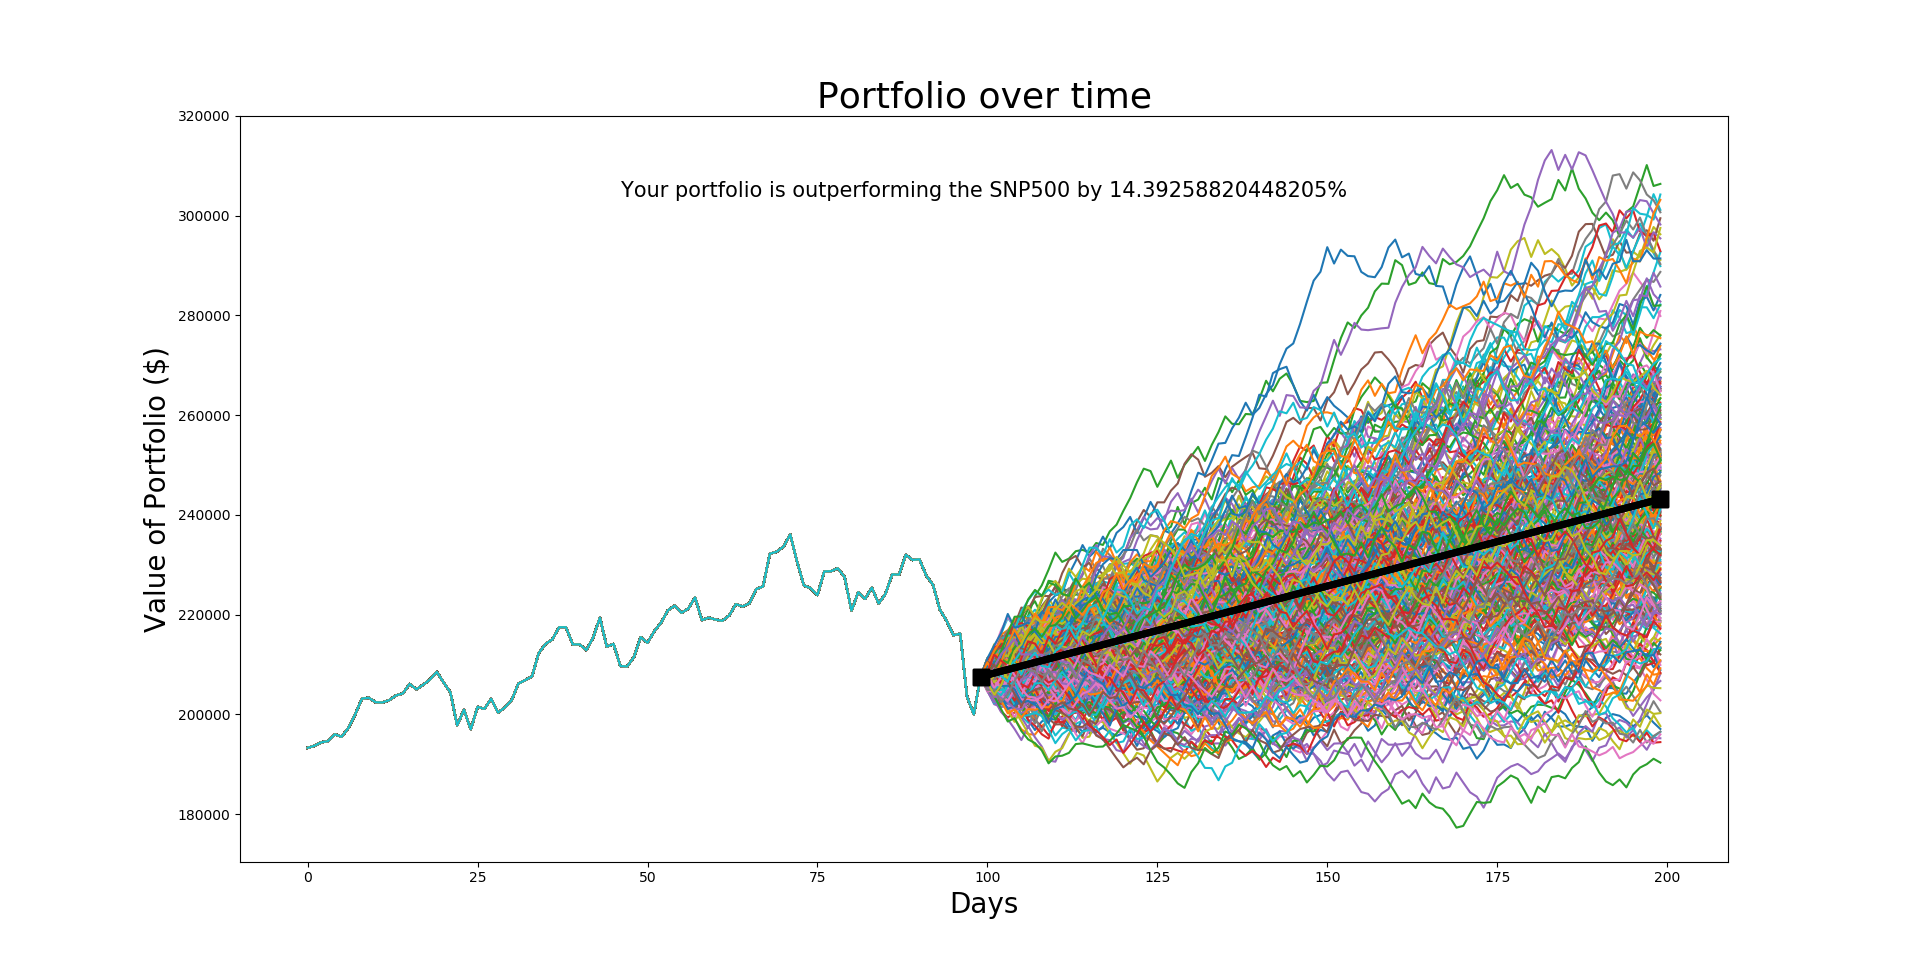 Portfolio over time
Your portfolio is outperforming the SNP500 by 14.39258820448205%
Value of Portfolio ($)
320000
300000
280000
260000
240000
220000
200000
180000
0 25 50 75 100 125 150 175 200
Days